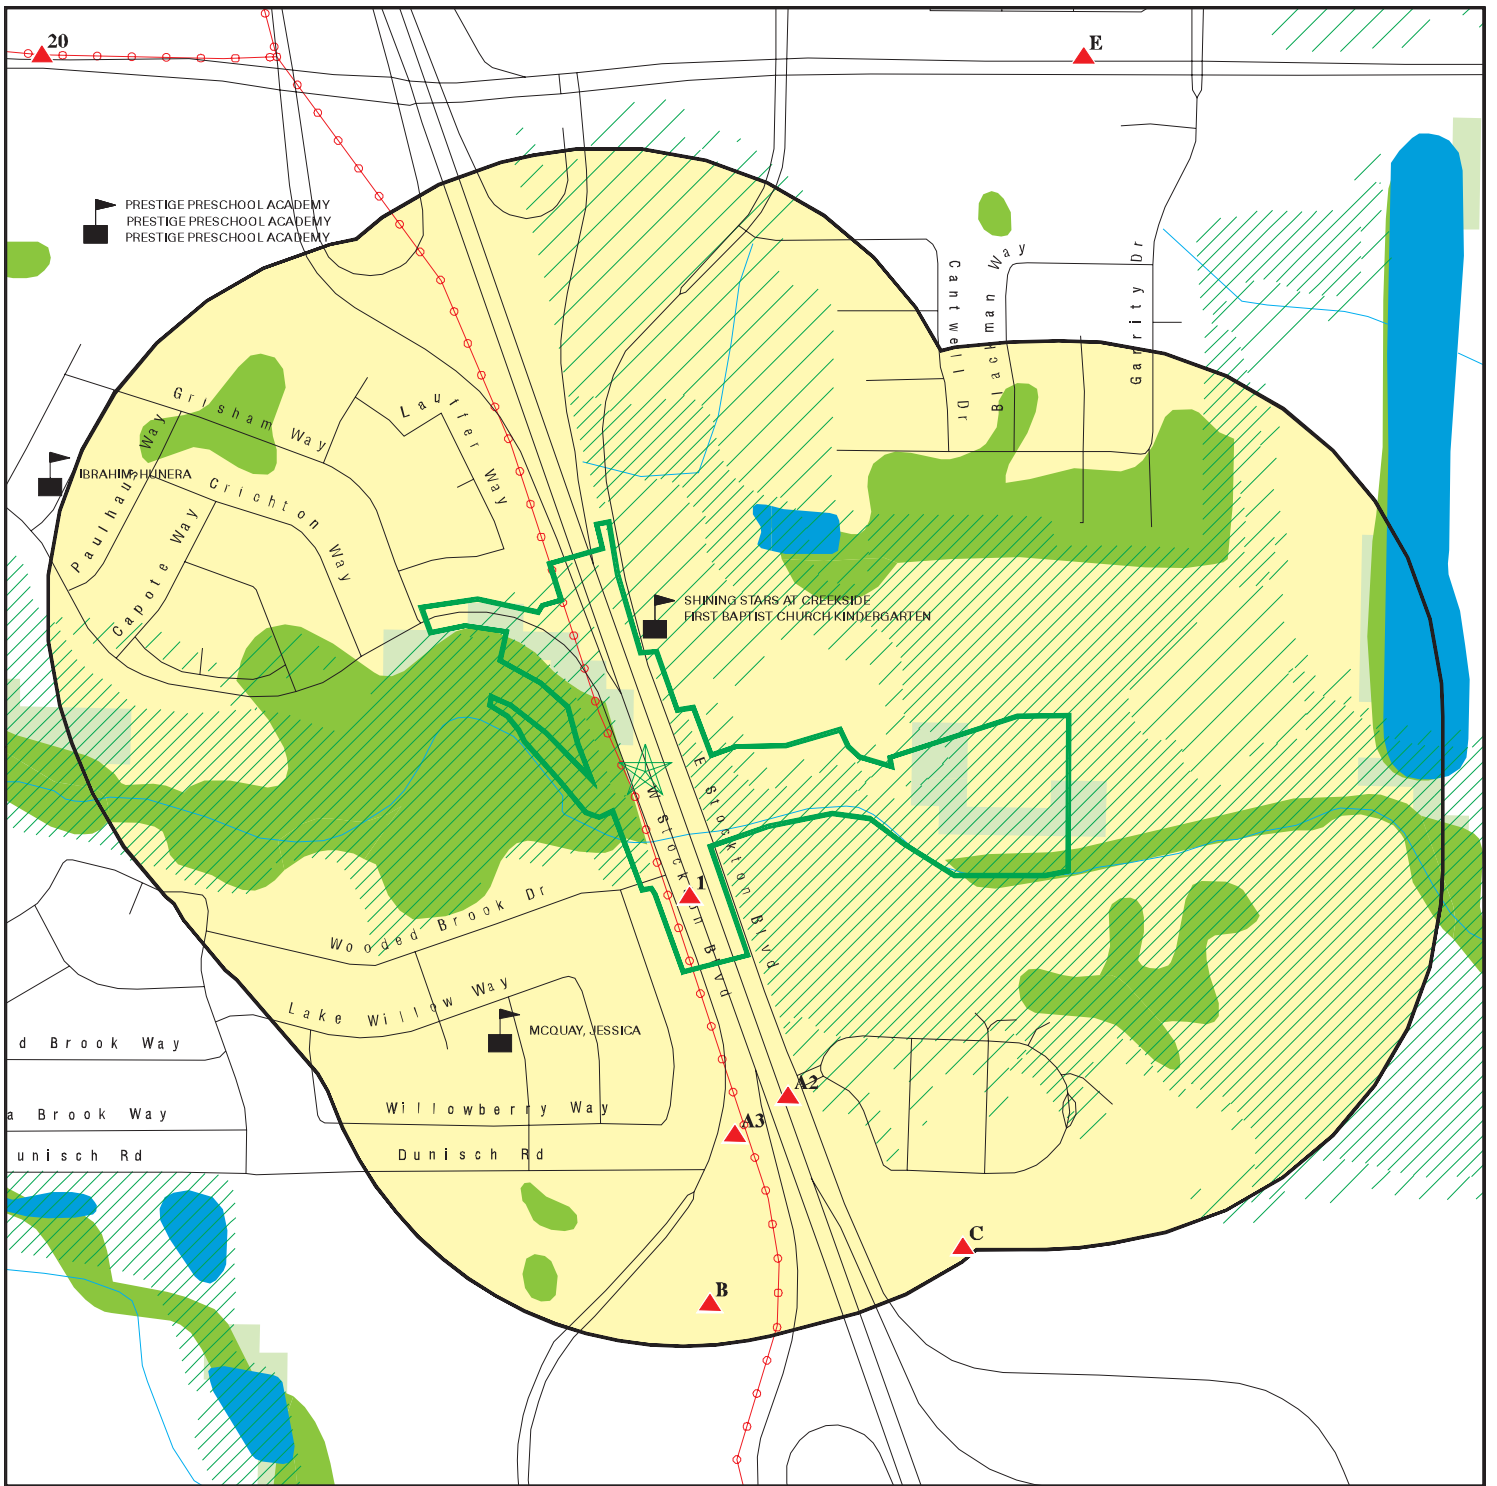 20
E
PRESTIGE PRESCHOOL ACADEMY
PRESTIGE PRESCHOOL ACADEMY
PRESTIGE PRESCHOOL ACADEMY
Cantwell Dr
Blackman Way
Garrity Dr
Grisham Way
Lauffer Way
IBRAHIM, HUNERA
Crichton Way
Way
Capote Way
SHINING STARS AT CREEKSIDE
FIRST BAPTIST CHURCH KINDERGARTEN
E Stockton Blvd
W Stockton Blvd
1
Wooded Brook Dr
Lake Willow Way
MCQUAY, JESSICA
d Brook Way
A2
a Brook Way
Willowberry Way
A3
unisch Rd
Dunisch Rd
C
B